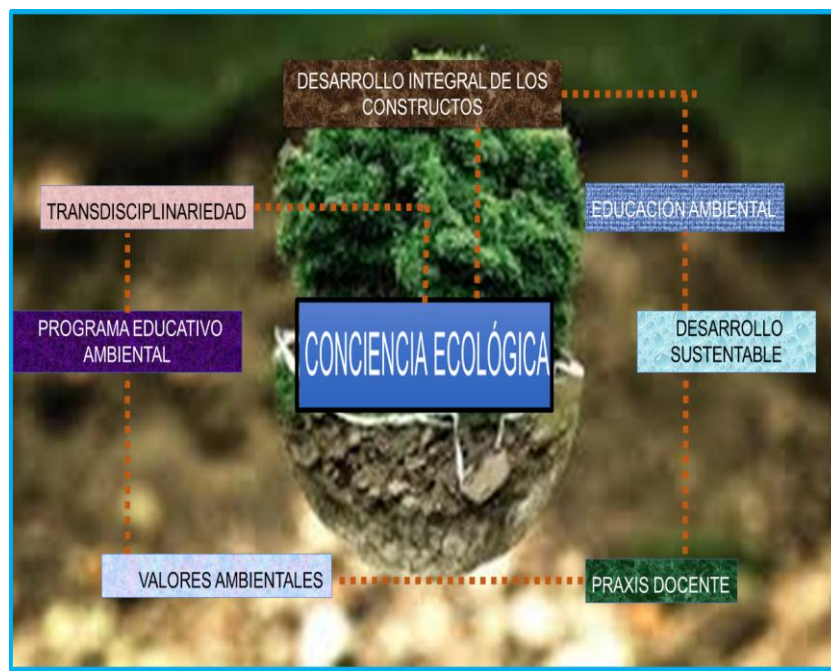 DESARROLLO INTEGRAL DE LOS
CONSTRUCTOS
TRANSDISCIPLINARIEDAD
EDUCACIÓN AMBIENTAL
PROGRAMA EDUCATIVO
AMBIENTAL
CONCIENCIA ECOLÓGICA
DESARROLLO
SUSTENTABLE
VALORES AMBIENTALES
PRAXIS DOCENTE